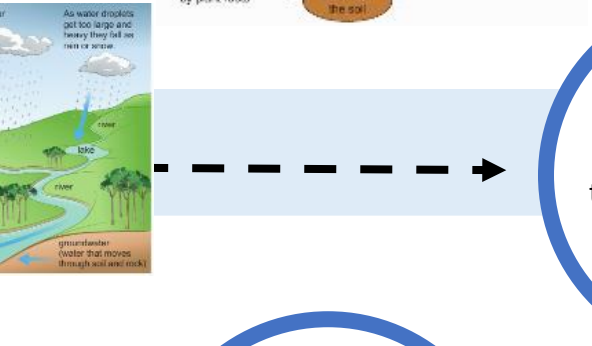 the soil
As water droplets
get too large and
heavy they fall as
rain or snow.
river
lake
river
groundwater
(water that moves
through soil and rock)